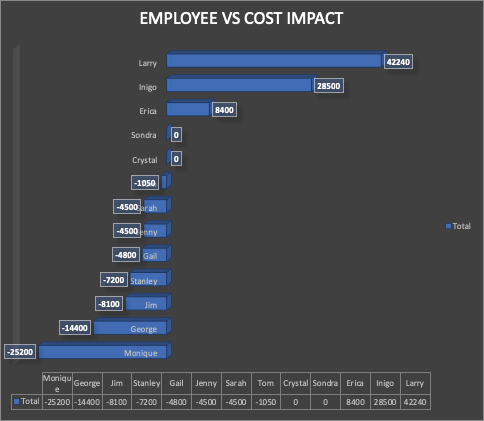 EMPLOYEE VS COST IMPACT
Larry 42240
Inigo 28500
Erica 8400
Sondra 0
Crystal 0
-1050
-4500 arah
-4500 enny
-4800 Gail
-7200 Stanley
-8100 Jim
-14400 George
-25200 Monique
Total
Monique George Jim Stanley Gail Jenny Sarah Tom Crystal Sondra Erica Inigo Larry
Total -25200 -14400 -8100 -7200 -4800 -4500 -4500 -1050 0 0 8400 28500 42240